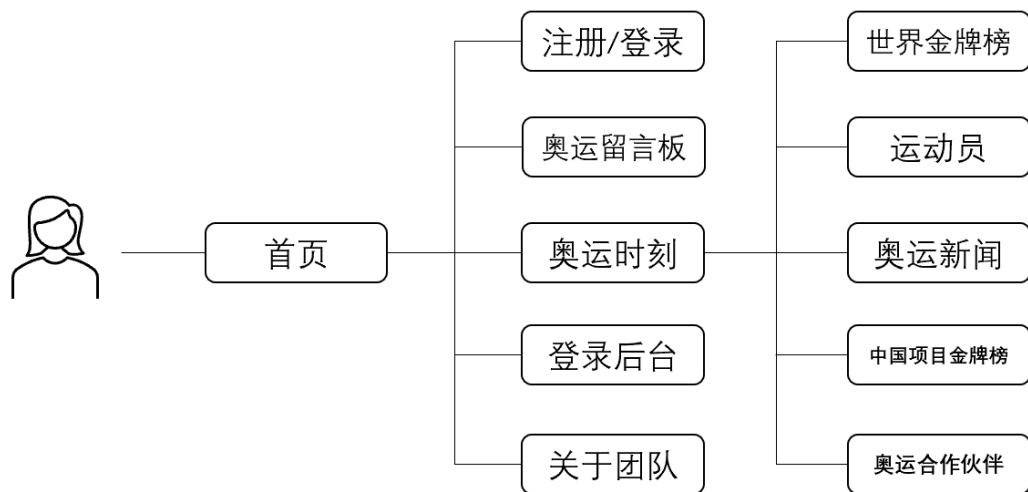 首页
注册/登录
奥运留言板
奥运时刻
登录后台
关于团队
世界金牌榜
运动员
奥运新闻
中国项目金牌榜
奥运合作伙伴